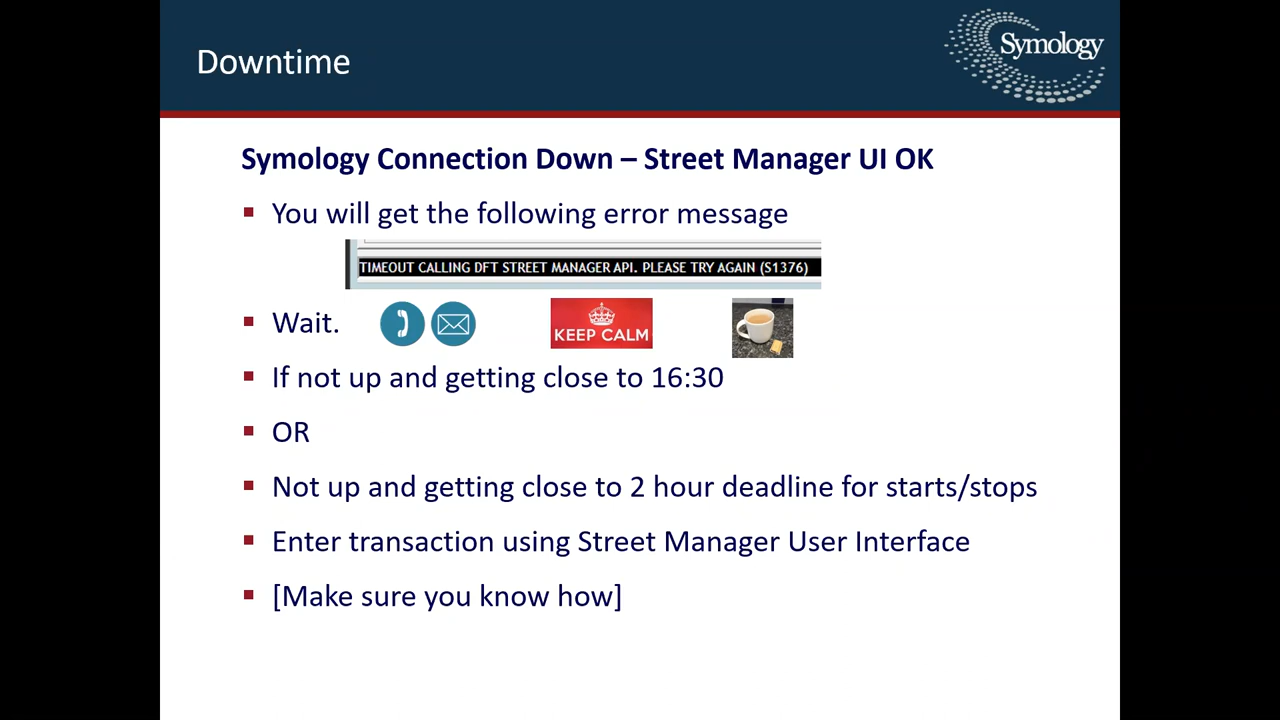 Downtime
Symology
Symology Connection Down – Street Manager UI OK
You will get the following error message
TIMEOUT CALLING DFT STREET MANAGER API. PLEASE TRY AGAIN (S1376)
Wait.
KEEP CALM
If not up and getting close to 16:30
OR
Not up and getting close to 2 hour deadline for starts/stops
Enter transaction using Street Manager User Interface
[Make sure you know how]